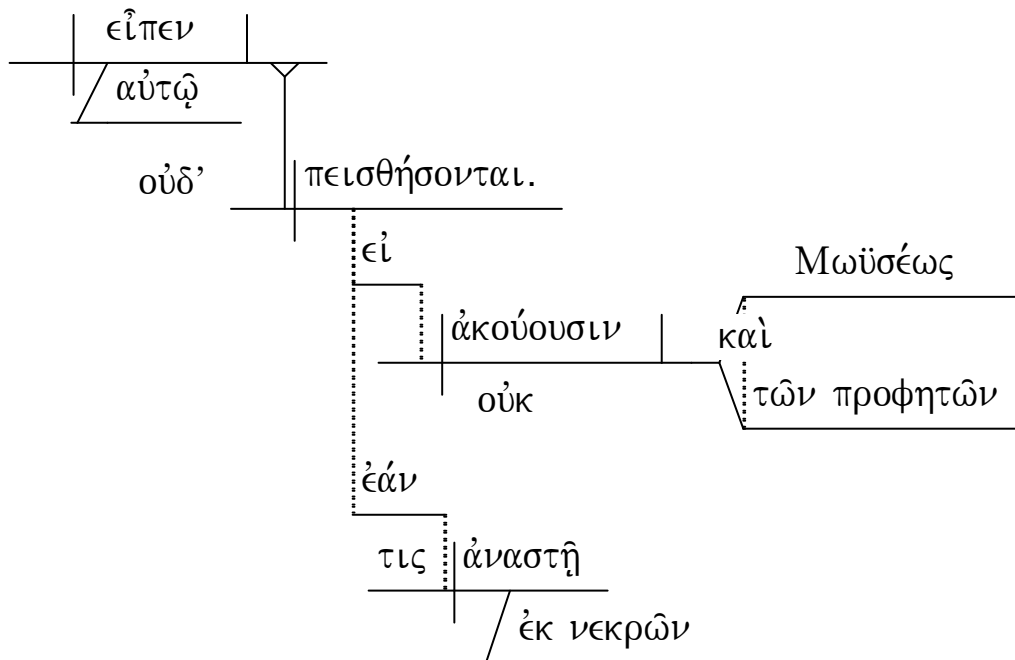 εἶπεν
αὐτῷ
οὐδ’ πεισθήσονται.
εἰ
Μωϋσέως
ἀκούουσιν καὶ
οὐκ τῶν προφητῶν
ἐάν
τις ἀναστῇ
ἐκ νεκρῶν